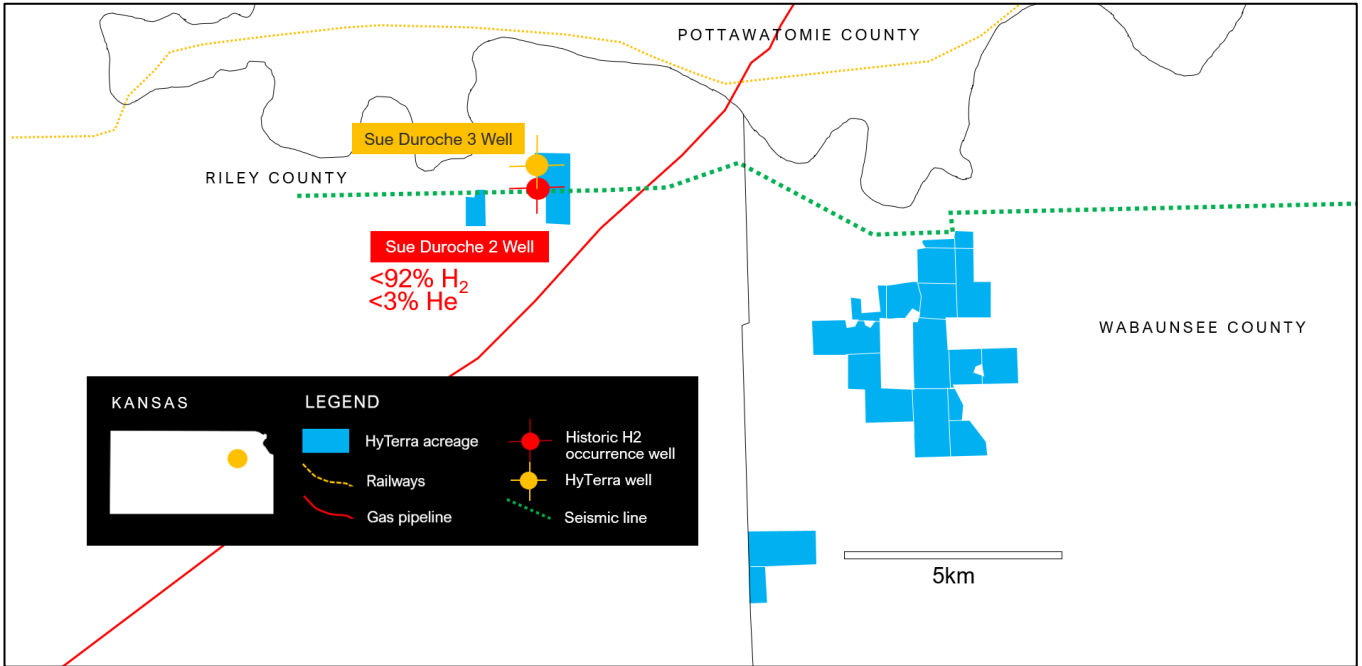 POTTAWATOMIE COUNTY
Sue Duroche 3 Well
RILEY COUNTY
Sue Duroche 2 Well
<92% H₂
<3% He
WABAUNSEE COUNTY
KANSAS
LEGEND
HyTerra acreage
Railways
Gas pipeline
Historic H2
occurrence well
HyTerra well
Seismic line
5km